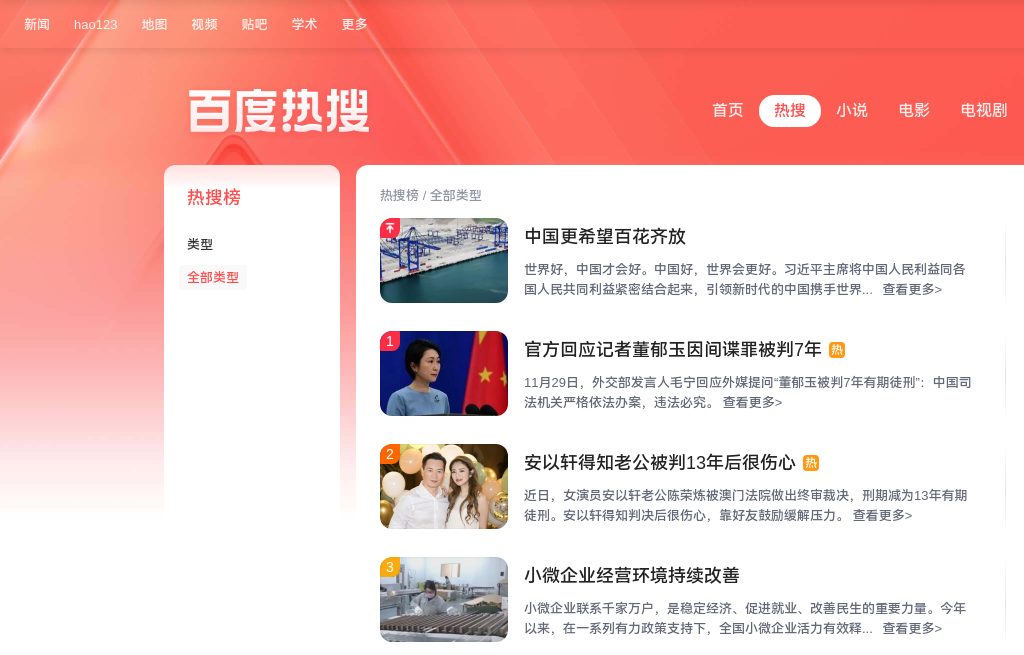 新闻 hao123 地图 视频 贴吧 学术 更多
百度热搜
首页 热搜 小说 电影 电视剧
热搜榜
类型
全部类型
热搜榜 / 全部类型
中国更希望百花齐放
世界好，中国才会好。中国好，世界会更好。习近平主席将中国人民利益同各
国人民共同利益紧密结合起来，引领新时代的中国携手世界... 查看更多>
1
官方回应记者董郁玉因间谍罪被判7年 热
11月29日，外交部发言人毛宁回应外媒提问“董郁玉被判7年有期徒刑”：中国司
法机关严格依法办案，违法必究。 查看更多>
2
安以轩得知老公被判13年后很伤心 热
近日，女演员安以轩老公陈荣炼被澳门法院做出终审裁决，刑期减为13年有期
徒刑。安以轩得知判决后很伤心，靠好友鼓励缓解压力。 查看更多>
3
小微企业经营环境持续改善
小微企业联系千家万户，是稳定经济、促进就业、改善民生的重要力量。今年
以来，在一系列有力政策支持下，全国小微企业活力有效释... 查看更多>